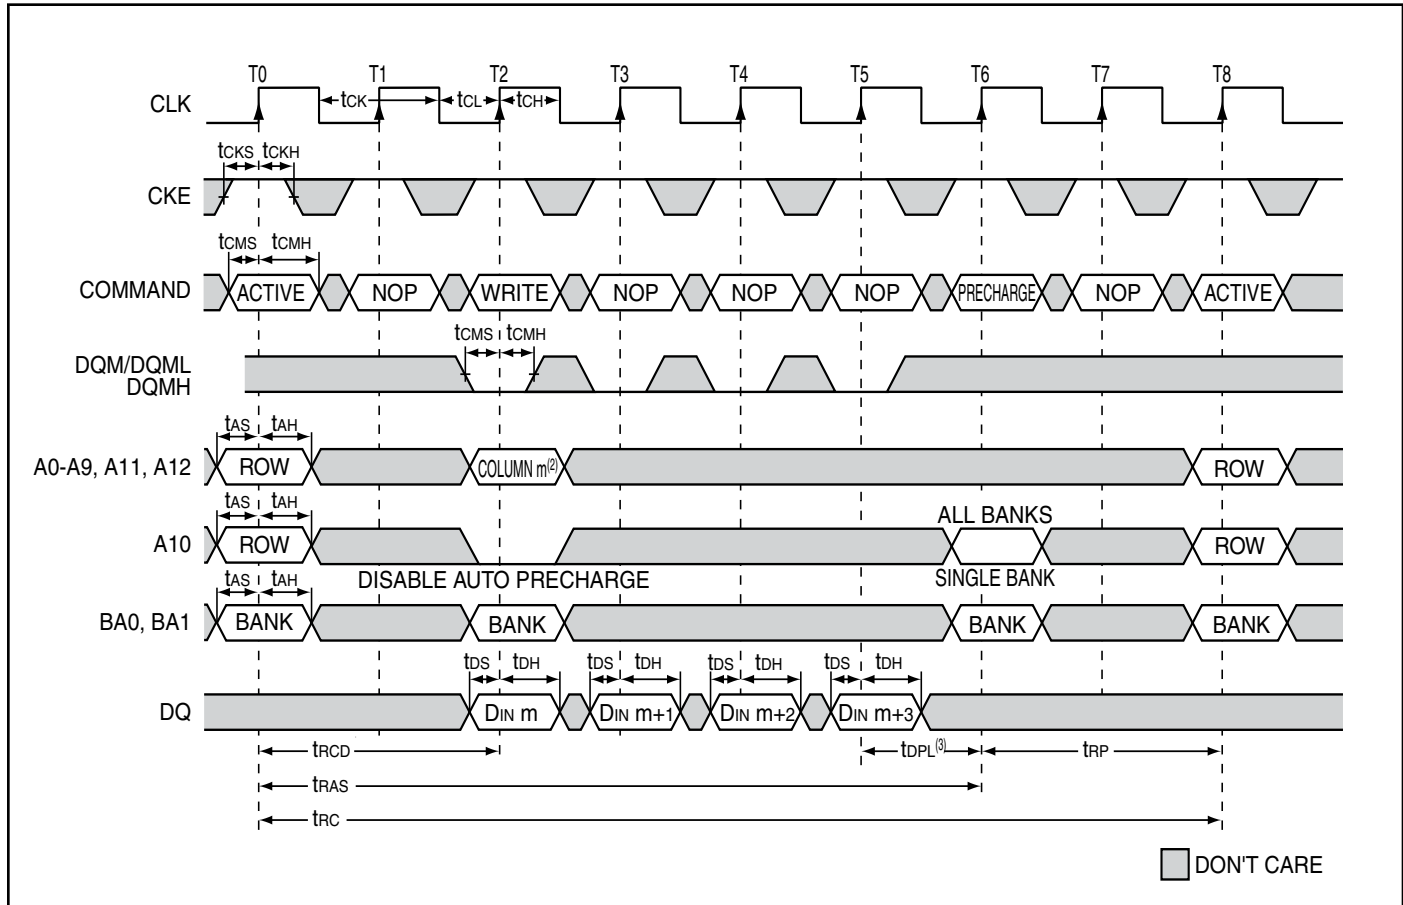 T0 T1 T2 T3 T4 T5 T6 T7 T8
CLK tCK tCL tCH
tCKS tCKH
CKE
tCMS tCMH
COMMAND ACTIVE NOP WRITE NOP NOP NOP PRECHARGE NOP ACTIVE
tCMS tCMH
DQM/DQML
DQMH
tAS tAH
A0-A9, A11, A12 ROW COLUMN m(2) ROW
tAS tAH ALL BANKS
A10 ROW ROW
DISABLE AUTO PRECHARGE SINGLE BANK
tAS tAH
BA0, BA1 BANK BANK BANK BANK
tDS tDH tDS tDH tDS tDH tDS tDH
DQ DIN m DIN m+1 DIN m+2 DIN m+3
tRCD tDPL(3) tRP
tRAS
tRC
DON'T CARE